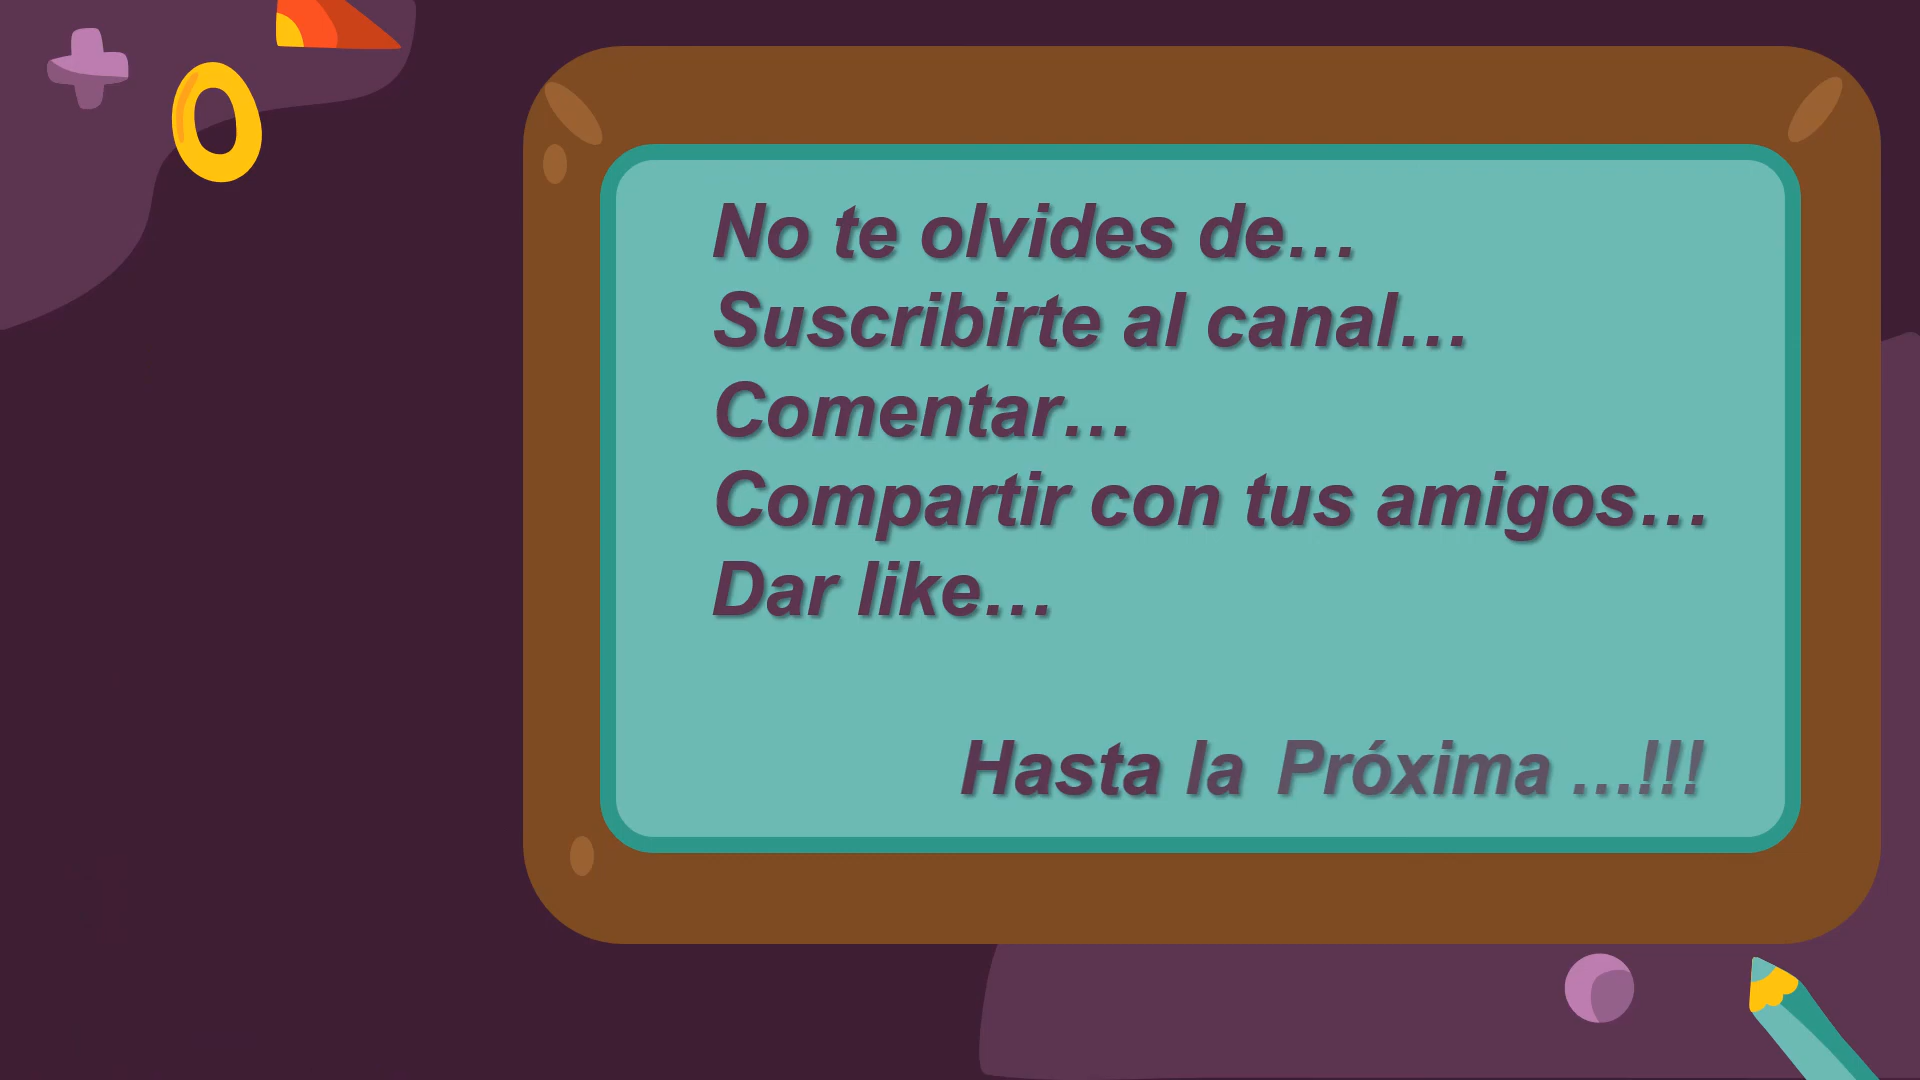 No te olvides de...
Suscribirte al canal...
Comentar...
Compartir con tus amigos...
Dar like...
Hasta la Próxima ...!!!